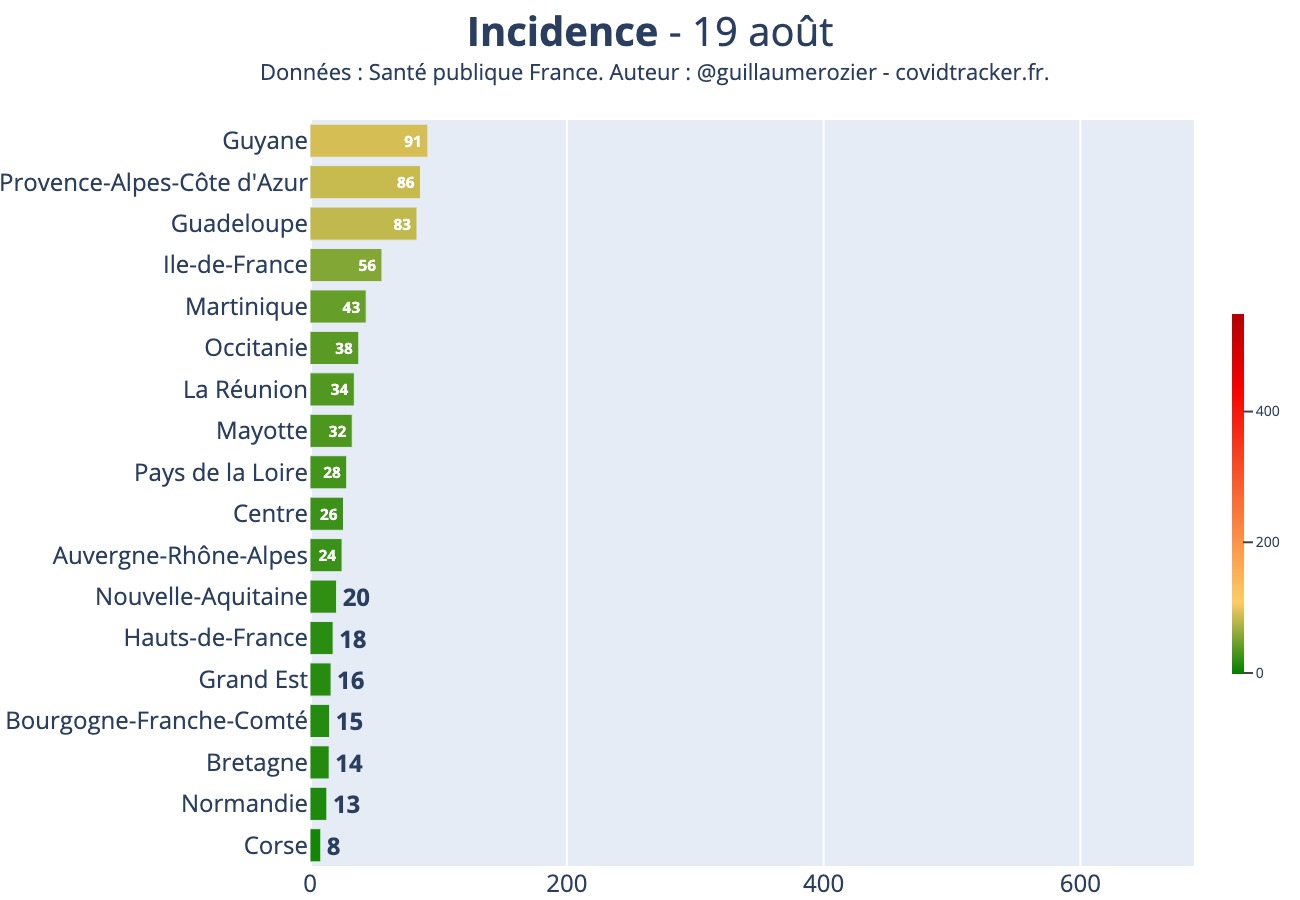 Incidence - 19 août
Données : Santé publique France. Auteur : @guillaumerozier - covidtracker.fr.
Guyane 91
Provence-Alpes-Côte d'Azur 86
Guadeloupe 83
Ile-de-France 56
Martinique 43
Occitanie 38
La Réunion 34
Mayotte 32
Pays de la Loire 28
Centre 26
Auvergne-Rhône-Alpes 24
Nouvelle-Aquitaine 20
Hauts-de-France 18
Grand Est 16
Bourgogne-Franche-Comté 15
Bretagne 14
Normandie 13
Corse 8
0 200 400 600
400
200
0